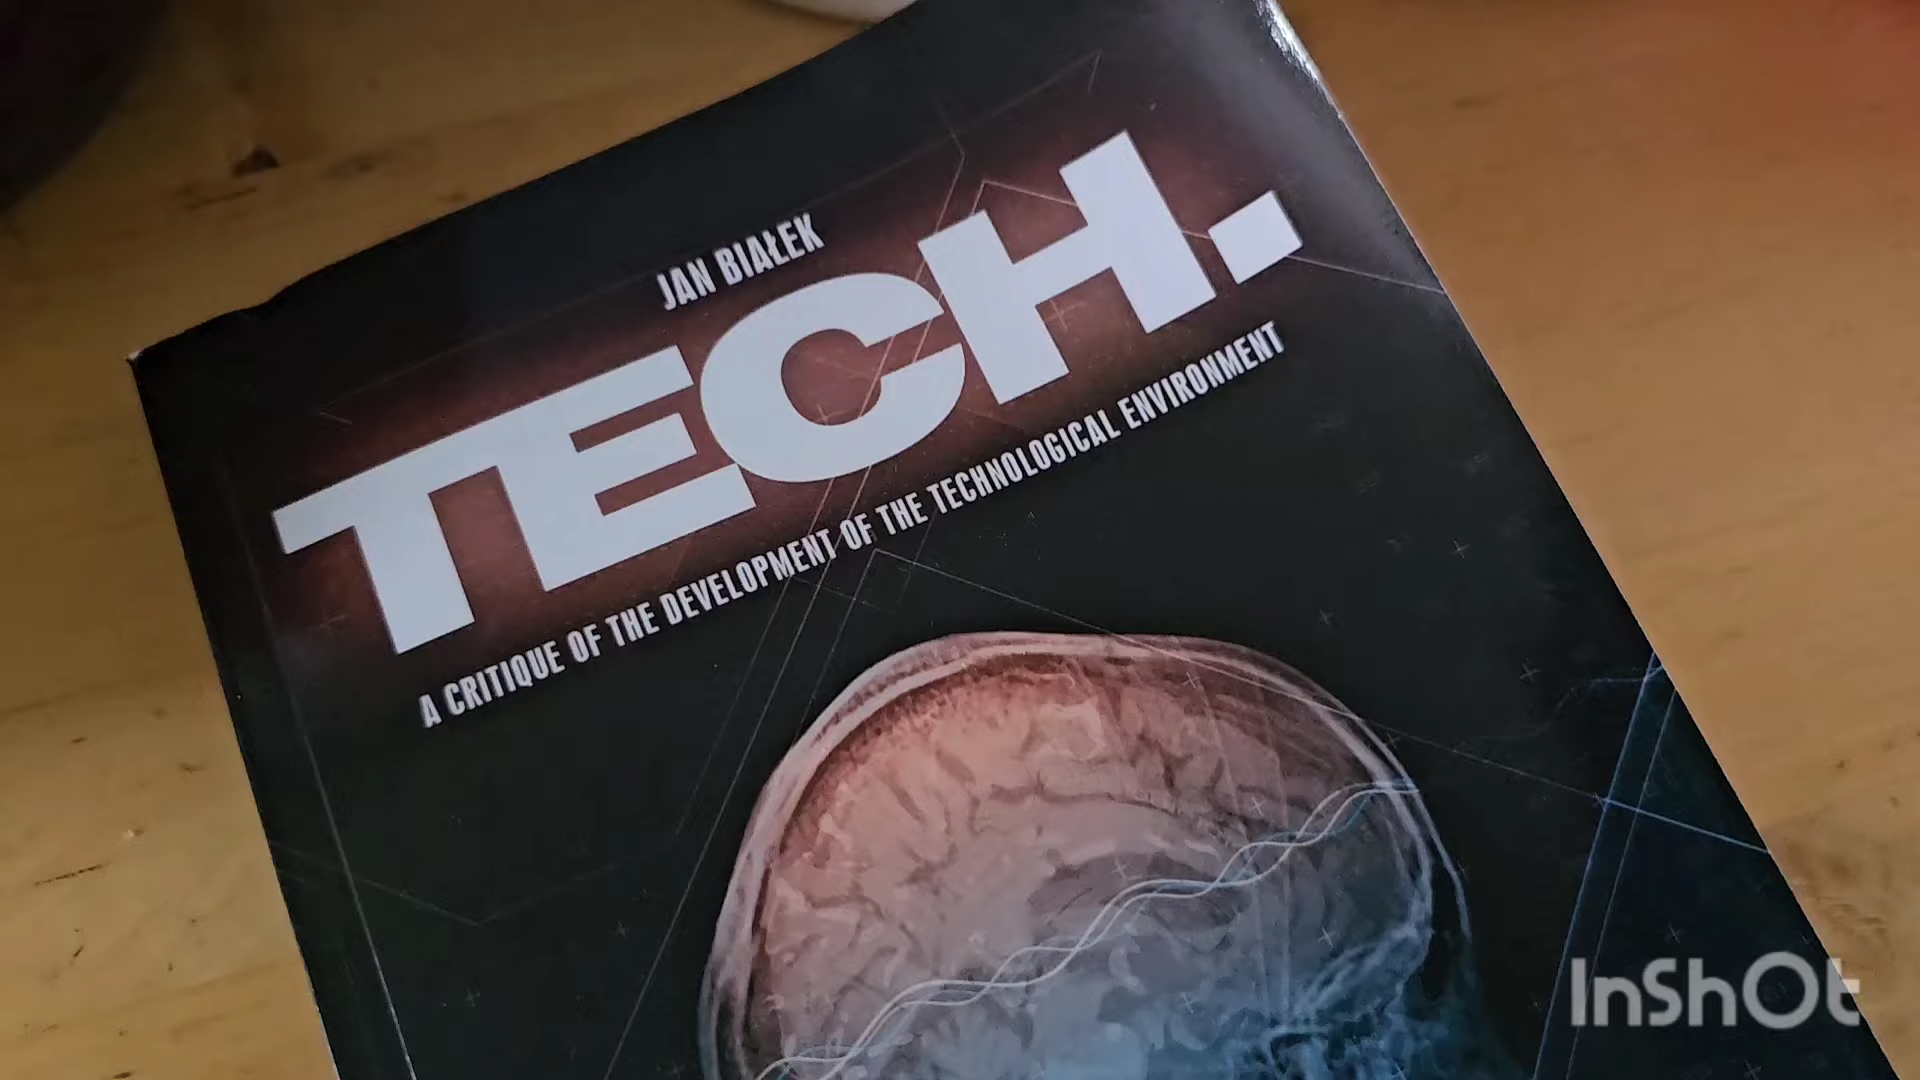 JAN BIAŁEK
TECH.
A CRITIQUE OF THE DEVELOPMENT OF THE TECHNOLOGICAL ENVIRONMENT
InShOt